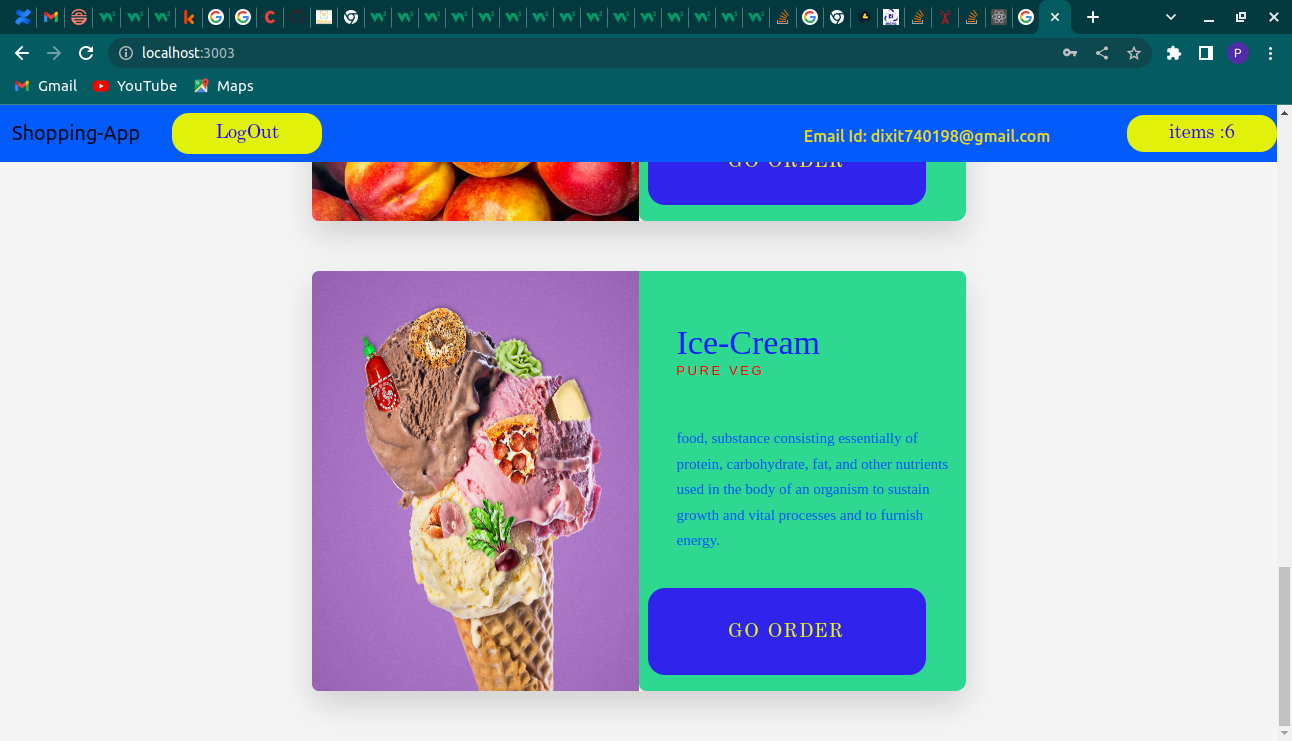 localhost:3003
P
Gmail
YouTube
Maps
Shopping-App
LogOut
Email Id: dixit740198@gmail.com
items :6
GO ORDER
Ice-Cream
PURE VEG
food, substance consisting essentially of
protein, carbohydrate, fat, and other nutrients
used in the body of an organism to sustain
growth and vital processes and to furnish
energy.
GO ORDER